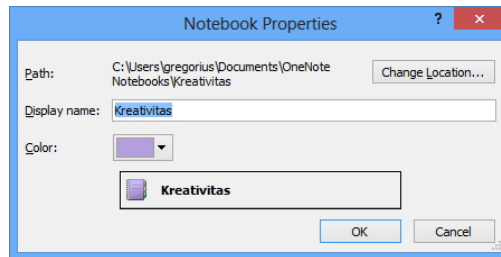 Notebook Properties
?
×
Path:
C:\Users\gregorius\Documents\OneNote
Notebooks\Kreativitas
Change Location...
Display name:
Kreativitas
Color:
Kreativitas
OK
Cancel